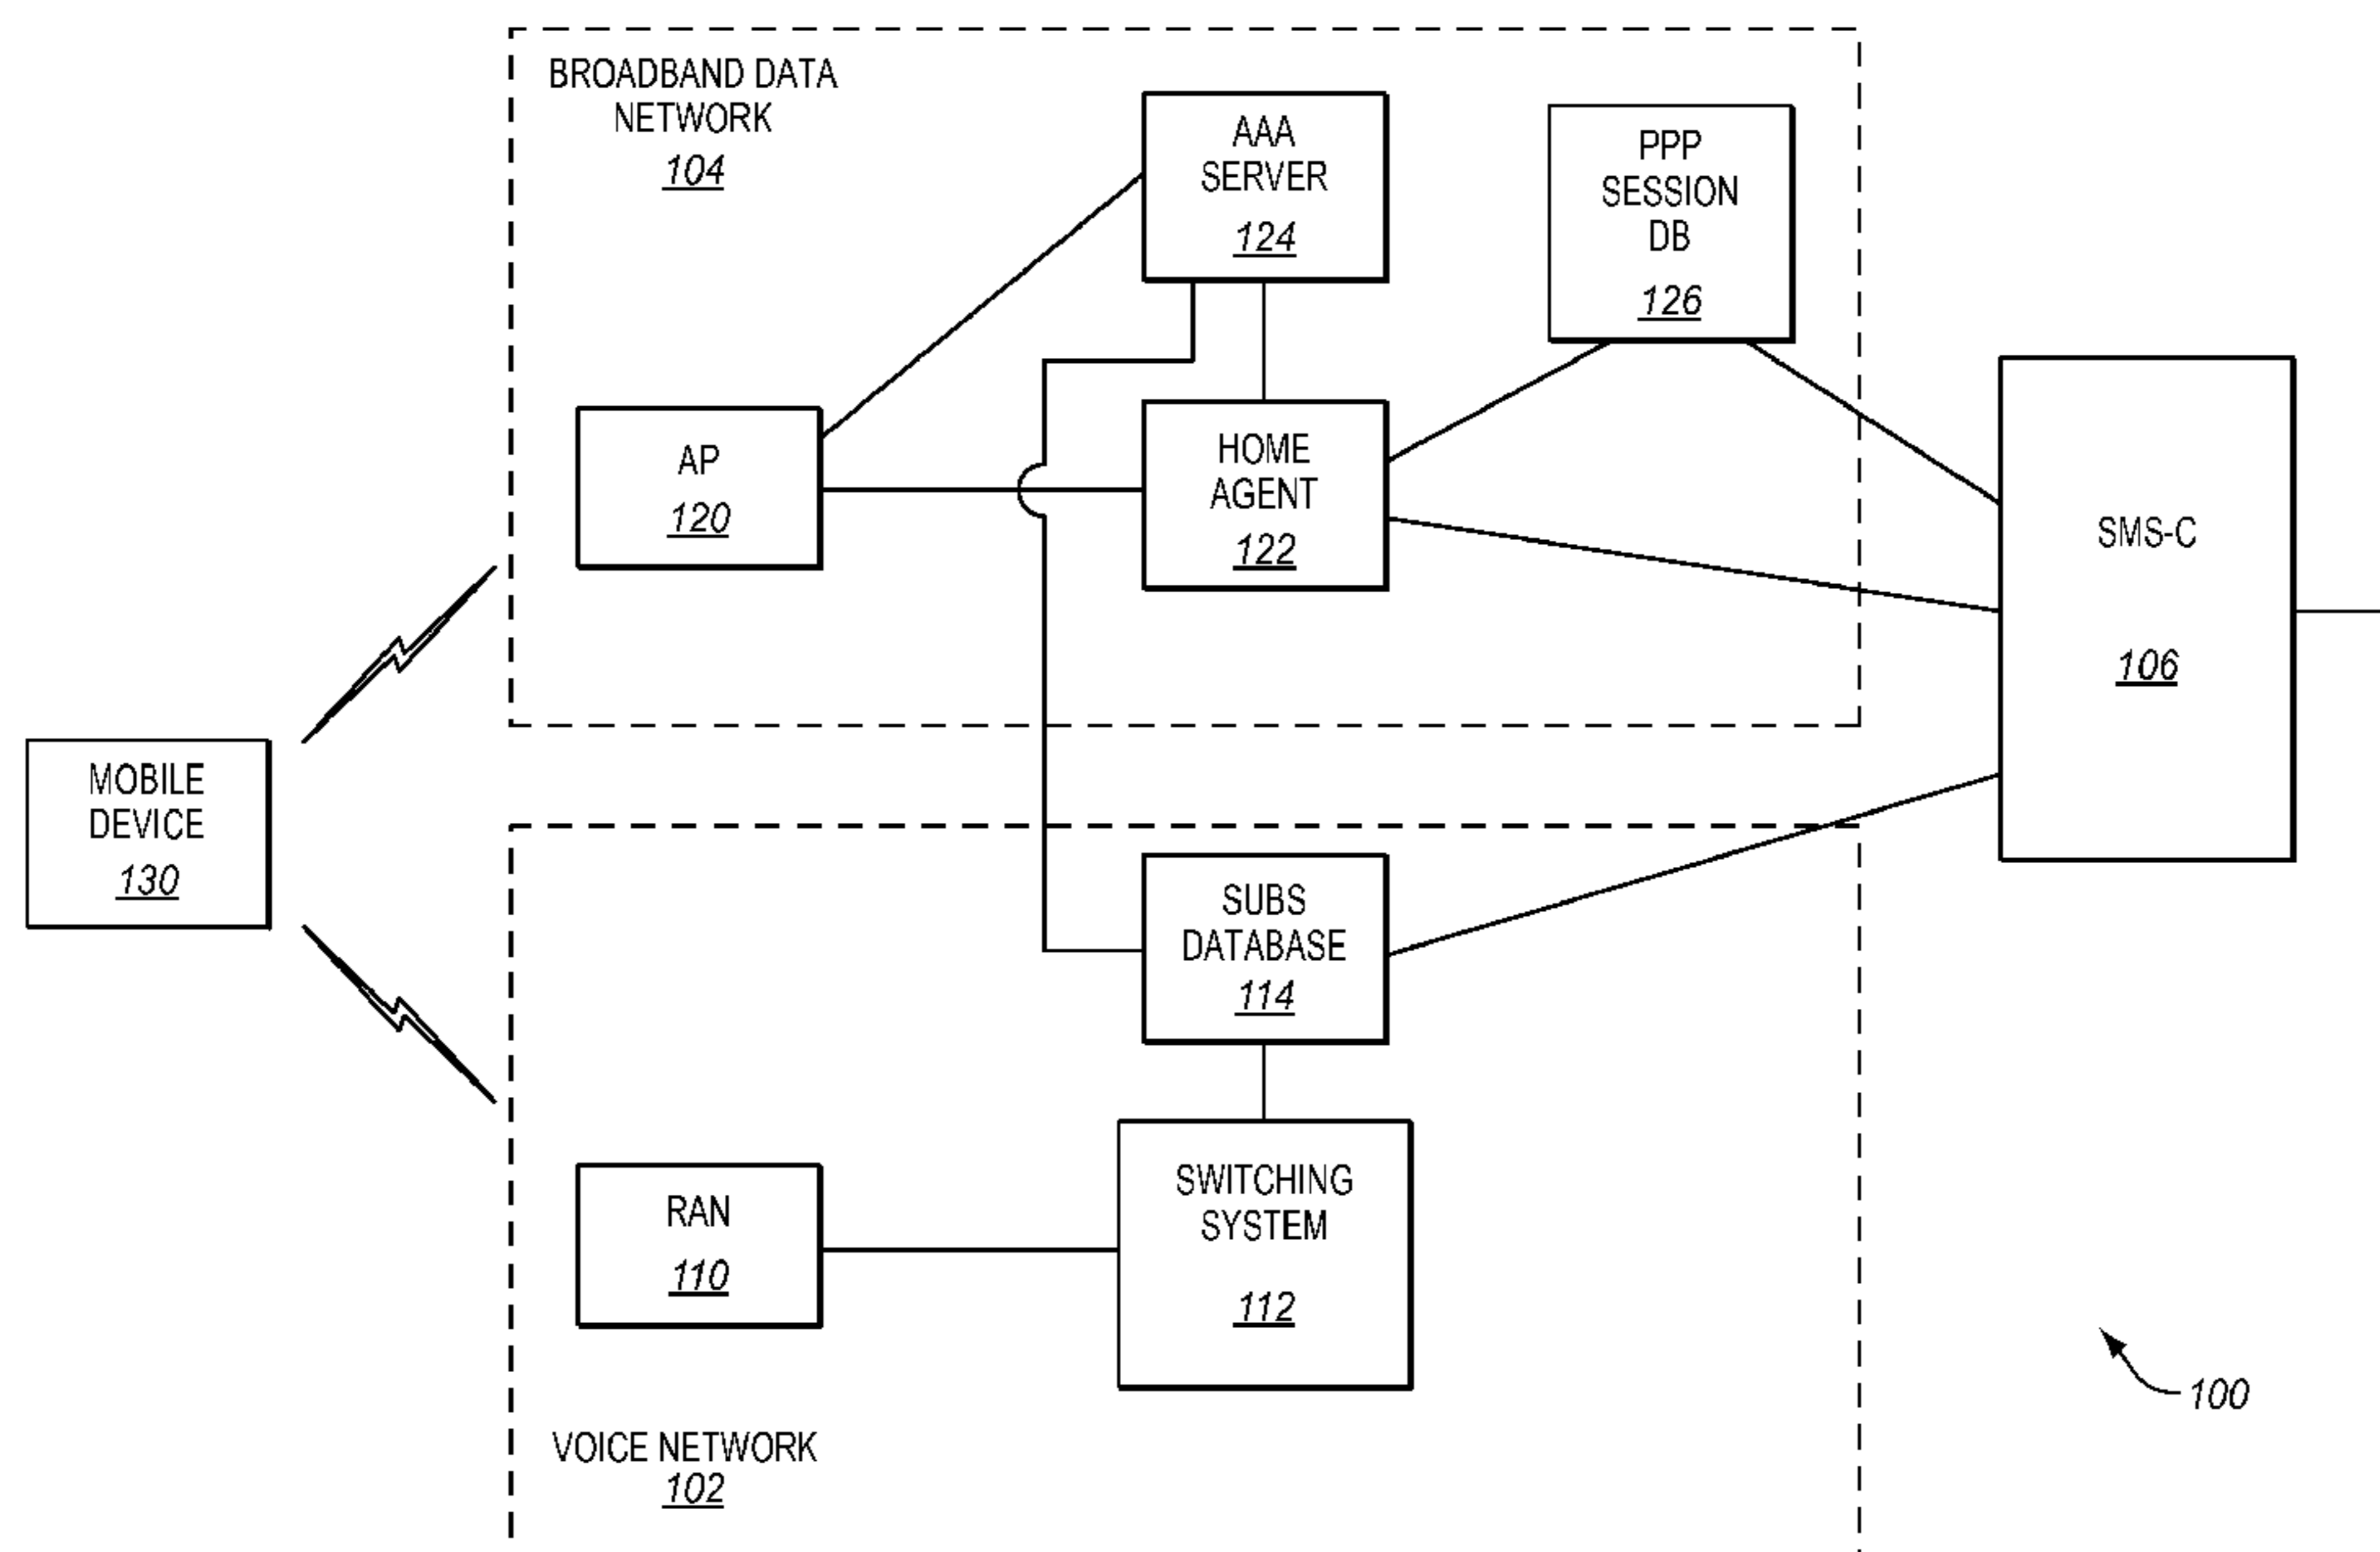 BROADBAND DATA
NETWORK
104
AAA
SERVER
124
PPP
SESSION
DB
126
AP
120
HOME
AGENT
122
SMS-C
106
MOBILE
DEVICE
130
SUBS
DATABASE
114
RAN
110
SWITCHING
SYSTEM
112
VOICE NETWORK
102
100